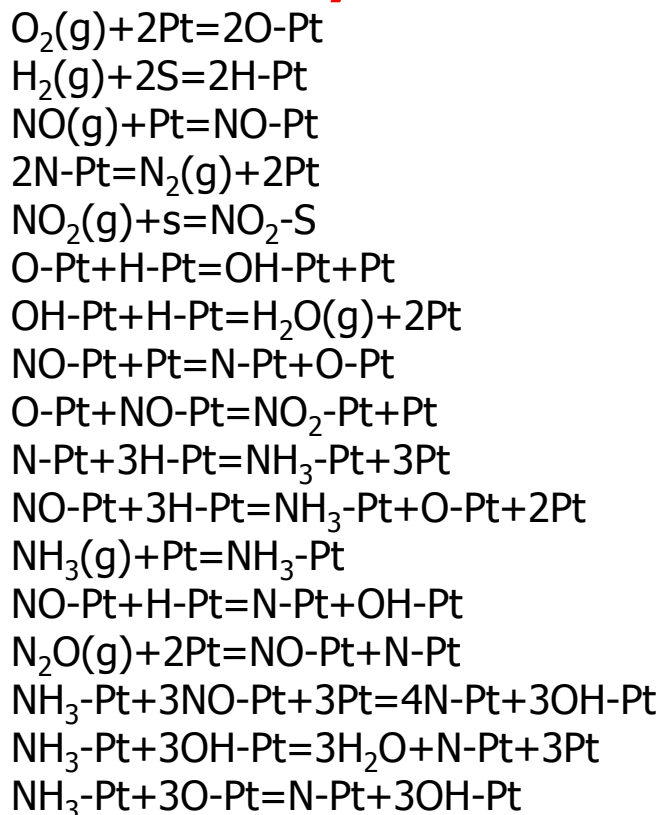 O₂(g)+2Pt=2O-Pt
H₂(g)+2S=2H-Pt
NO(g)+Pt=NO-Pt
2N-Pt=N₂(g)+2Pt
NO₂(g)+s=NO₂-S
O-Pt+H-Pt=OH-Pt+Pt
OH-Pt+H-Pt=H₂O(g)+2Pt
NO-Pt+Pt=N-Pt+O-Pt
O-Pt+NO-Pt=NO₂-Pt+Pt
N-Pt+3H-Pt=NH₃-Pt+3Pt
NO-Pt+3H-Pt=NH₃-Pt+O-Pt+2Pt
NH₃(g)+Pt=NH₃-Pt
NO-Pt+H-Pt=N-Pt+OH-Pt
N₂O(g)+2Pt=NO-Pt+N-Pt
NH₃-Pt+3NO-Pt+3Pt=4N-Pt+3OH-Pt
NH₃-Pt+3OH-Pt=3H₂O+N-Pt+3Pt
NH₃-Pt+3O-Pt=N-Pt+3OH-Pt